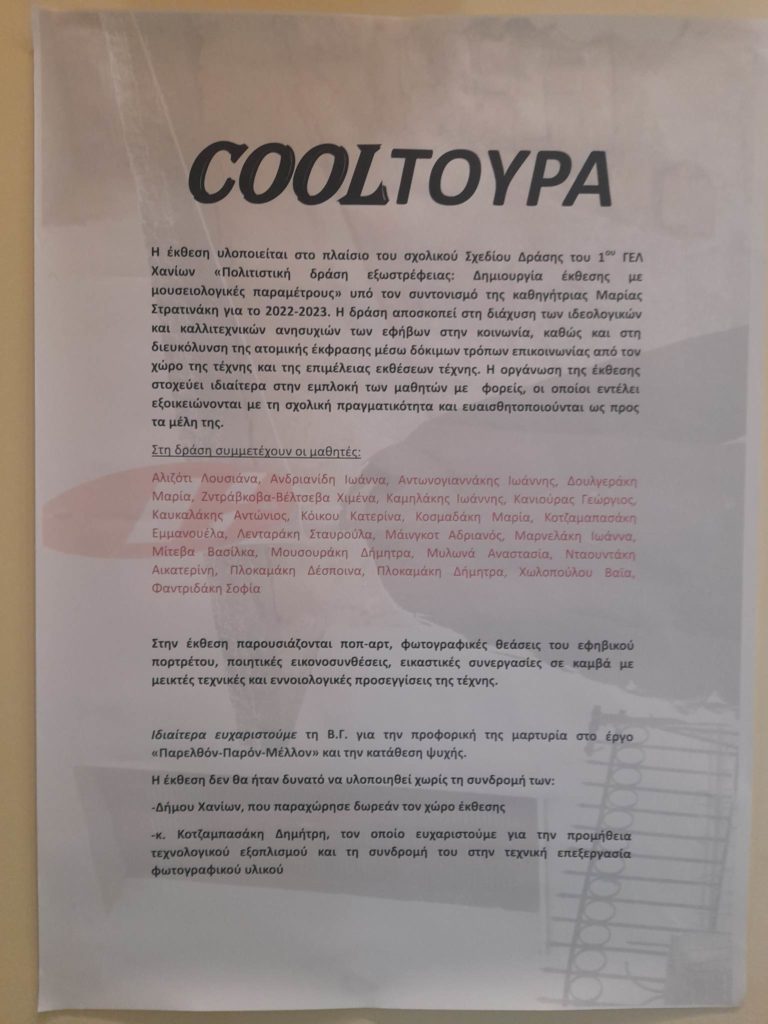 COOLΤΟΥΡΑ
Η έκθεση υλοποιείται στο πλαίσιο του σχολικού Σχεδίου Δράσης του 1ου ΓΕΛ
Χανίων «Πολιτιστική δράση εξωστρέφειας: Δημιουργία έκθεσης με
μουσειολογικές παραμέτρους» υπό τον συντονισμό της καθηγήτριας Μαρίας
Στρατινάκη για το 2022-2023. Η δράση αποσκοπεί στη διάχυση των ιδεολογικών
και καλλιτεχνικών ανησυχιών των εφήβων στην κοινωνία, καθώς και στη
διευκόλυνση της ατομικής έκφρασης μέσω δόκιμων τρόπων επικοινωνίας από τον
χώρο της τέχνης και της επιμέλειας εκθέσεων τέχνης. Η οργάνωση της έκθεσης
στοχεύει ιδιαίτερα στην εμπλοκή των μαθητών με φορείς, οι οποίοι εντέλει
εξοικειώνονται με τη σχολική πραγματικότητα και ευαισθητοποιούνται ως προς
τα μέλη της.
Στη δράση συμμετέχουν οι μαθητές:
Αλιζότι Λουσιάνα, Ανδριανίδη Ιωάννα, Αντωνογιαννάκης Ιωάννης, Δουλγεράκη
Μαρία, Ζντράβκοβα-Βέλτσεβα Χιμένα, Καμηλάκης Ιωάννης, Κανιούρας Γεώργιος,
Καυκαλάκης Αντώνιος, Κόικου Κατερίνα, Κοσμαδάκη Μαρία, Κοτζαμαπασάκη
Εμμανουέλα, Λενταράκη Σταυρούλα, Μάινγκοτ Αδριανός, Μαρνελάκη Ιωάννα,
Μίτεβα Βασίλκα, Μουσουράκη Δήμητρα, Μυλωνά Αναστασία, Νταουντάκη
Αικατερίνη, Πλοκαμάκη Δέσποινα, Πλοκαμάκη Δήμητρα, Χωλοπούλου Βαΐα,
Φαντριδάκη Σοφία
Στην έκθεση παρουσιάζονται ποπ-αρτ, φωτογραφικές θεάσεις του εφηβικού
πορτρέτου, ποιητικές εικονοσυνθέσεις, εικαστικές συνεργασίες σε καμβά με
μεικτές τεχνικές και εννοιολογικές προσεγγίσεις της τέχνης.
Ιδιαίτερα ευχαριστούμε τη Β.Γ. για την προφορική της μαρτυρία στο έργο
«Παρελθόν-Παρόν-Μέλλον» και την κατάθεση ψυχής.
Η έκθεση δεν θα ήταν δυνατό να υλοποιηθεί χωρίς τη συνδρομή των:
-Δήμου Χανίων, που παραχώρησε δωρεάν τον χώρο έκθεσης
-κ. Κοτζαμπασάκη Δημήτρη, τον οποίο ευχαριστούμε για την προμήθεια
τεχνολογικού εξοπλισμού και τη συνδρομή του στην τεχνική επεξεργασία
φωτογραφικού υλικού